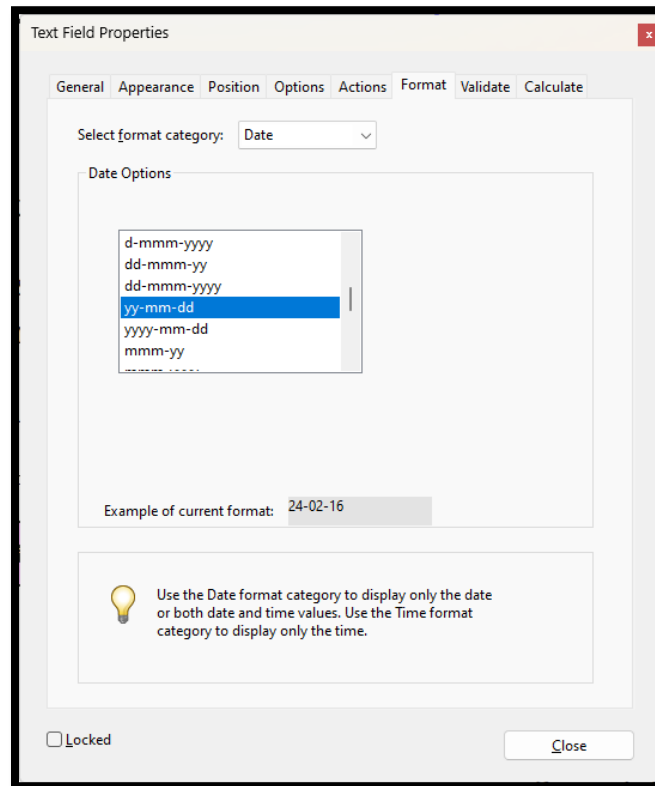 Text Field Properties
x
General Appearance Position Options Actions Format Validate Calculate
Select format category: Date
Date Options
d-mmm-yyyy
dd-mmm-yy
dd-mmm-yyyy
yy-mm-dd
yyyy-mm-dd
mmm-yy
Example of current format: 24-02-16
Use the Date format category to display only the date
or both date and time values. Use the Time format
category to display only the time.
Locked
Close